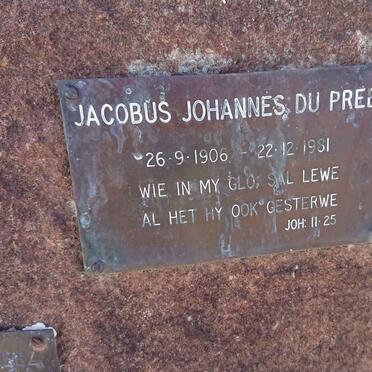 JACOBUS JOHANNES DU PREE
26·9·1906 - 22·12·1981
WIE IN MY GLO, SAL LEWE
AL HET HY OOK GESTERWE
JOH: 11·25